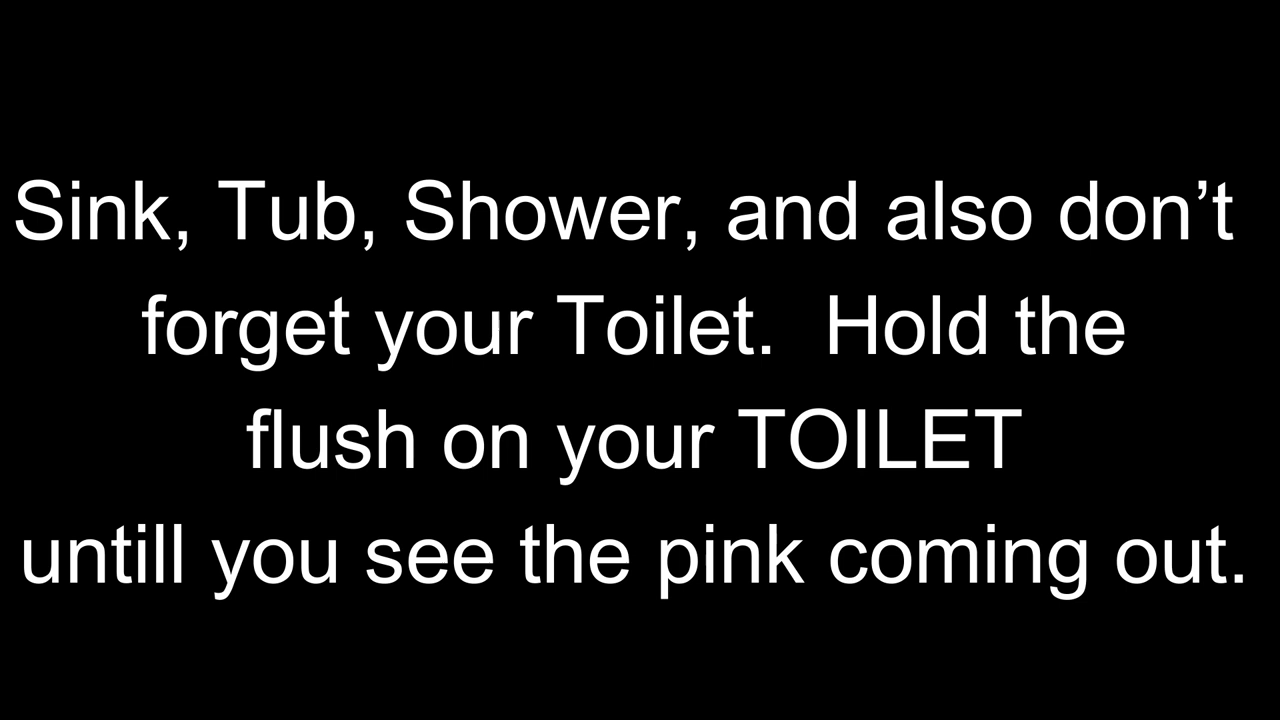 Sink, Tub, Shower, and also don’t
forget your Toilet.  Hold the
flush on your TOILET
untill you see the pink coming out.